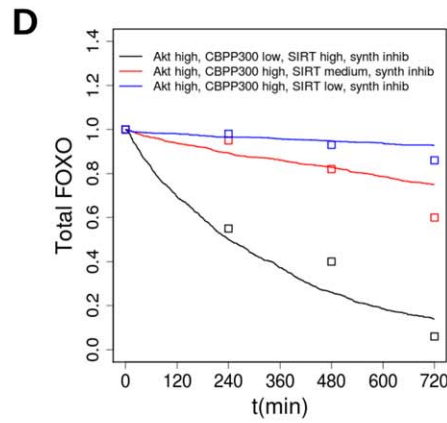 D
Akt high, CBPP300 low, SIRT high, synth inhib
Akt high, CBPP300 high, SIRT medium, synth inhib
Akt high, CBPP300 high, SIRT low, synth inhib
Total FOXO
1.4
1.2
1.0
0.8
0.6
0.4
0.2
0.0
0 120 240 360 480 600 720
t(min)